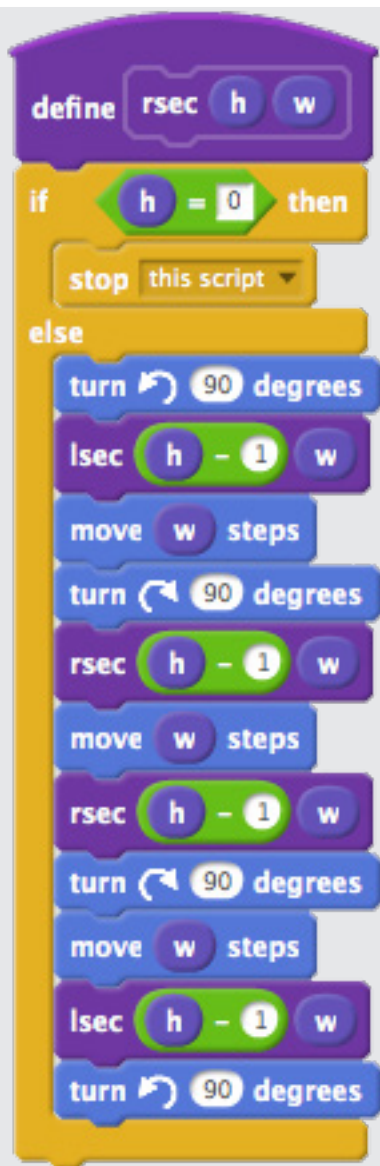 define rsec h w
if h = 0 then
stop this script
else
turn 90 degrees
lsec h - 1 w
move w steps
turn 90 degrees
rsec h - 1 w
move w steps
rsec h - 1 w
turn 90 degrees
move w steps
lsec h - 1 w
turn 90 degrees